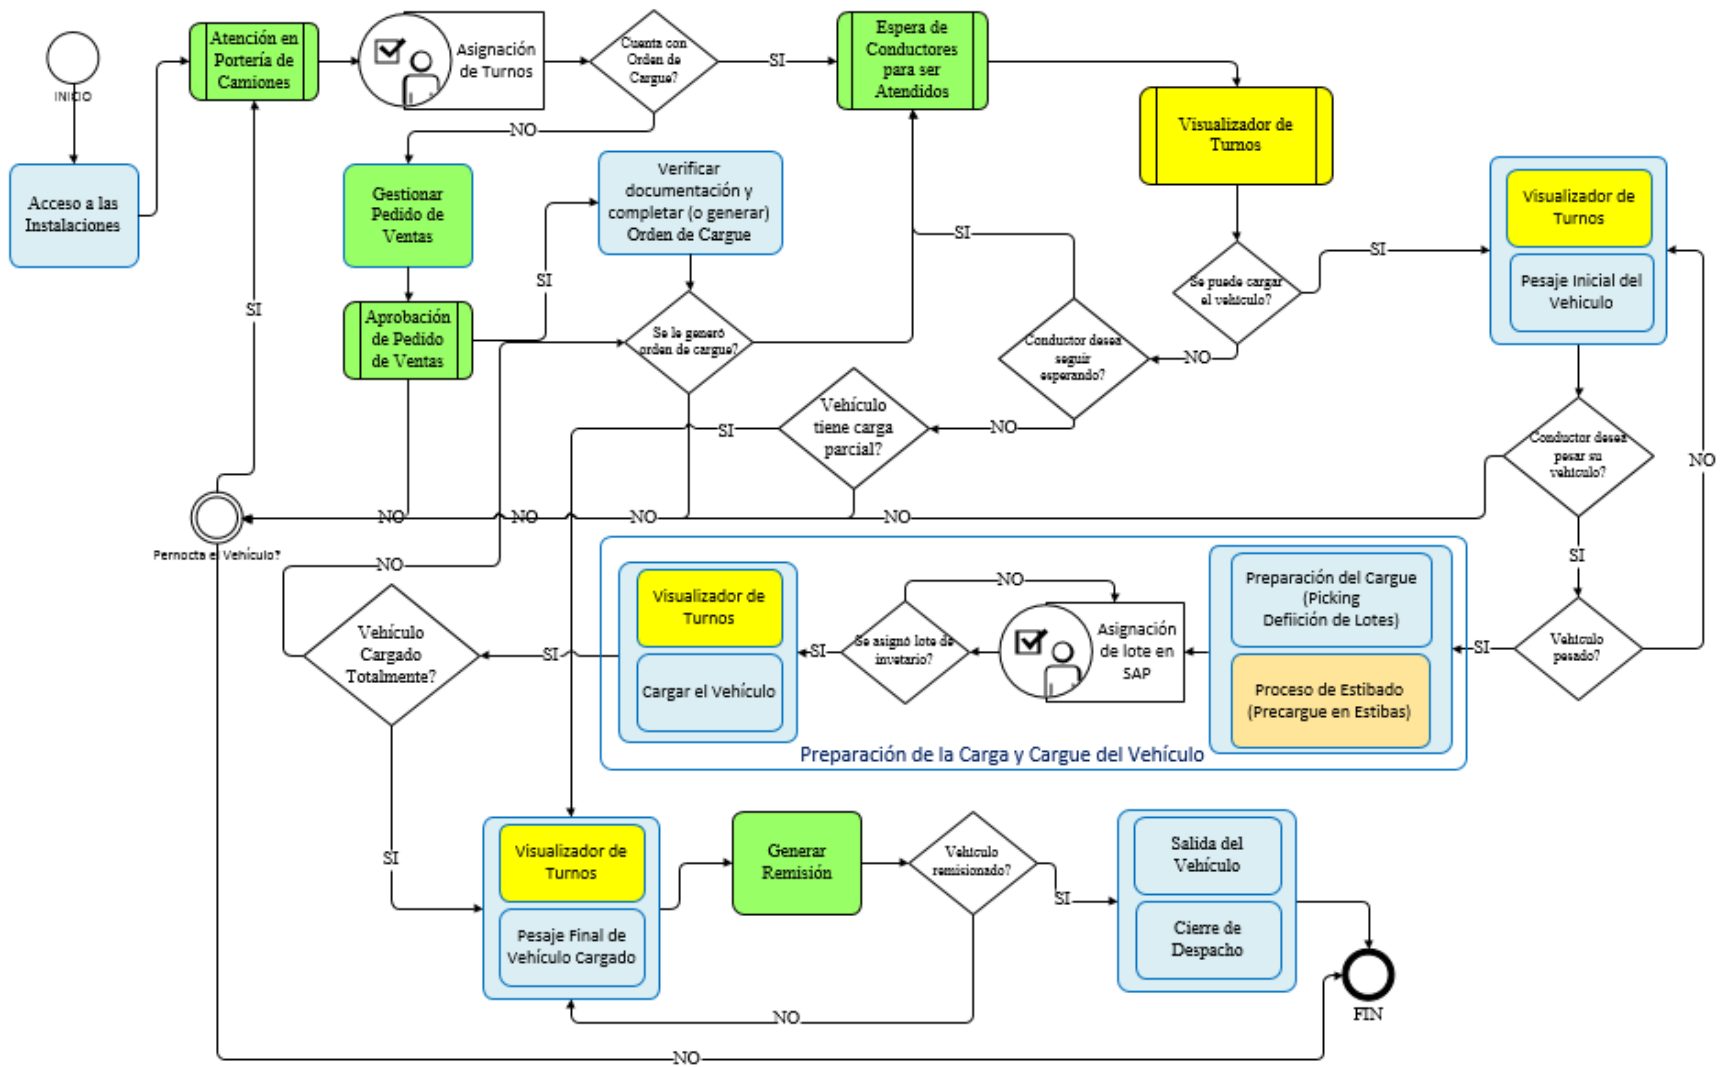 INICIO
Acceso a las
Instalaciones
Atención en
Portería de
Camiones
Asignación
de Turnos
Cuenta con
Orden de
Cargue?
SI
NO
Espera de
Conductores
para ser
Atendidos
Visualizador de
Turnos
Gestionar
Pedido de
Ventas
Aprobación
de Pedido
de Ventas
SI
Verificar
documentación y
completar (o generar)
Orden de Cargue
Se le generó
orden de cargue?
SI
Conductor desea
seguir
esperando?
NO
Se puede cargar
el vehiculo?
SI
Visualizador de
Turnos
Pesaje Inicial del
Vehiculo
SI
Vehículo
tiene carga
parcial?
NO
SI
Conductor desea
pesar su
vehiculo?
NO
NO
NO
NO
NO
NO
Pernocta el Vehículo?
SI
NO
Vehículo
Cargado
Totalmente?
SI
Visualizador de
Turnos
Cargar el Vehículo
SI
Se asignó lote de
invetario?
NO
Asignación
de lote en
SAP
Preparación del Cargue
(Picking
Defiición de Lotes)
Proceso de Estibado
(Precargue en Estibas)
SI
Vehiculo
pesado?
Preparación de la Carga y Cargue del Vehículo
SI
Visualizador de
Turnos
Pesaje Final de
Vehículo Cargado
Generar
Remisión
Vehiculo
remisionado?
SI
Salida del
Vehículo
Cierre de
Despacho
FIN
NO
NO